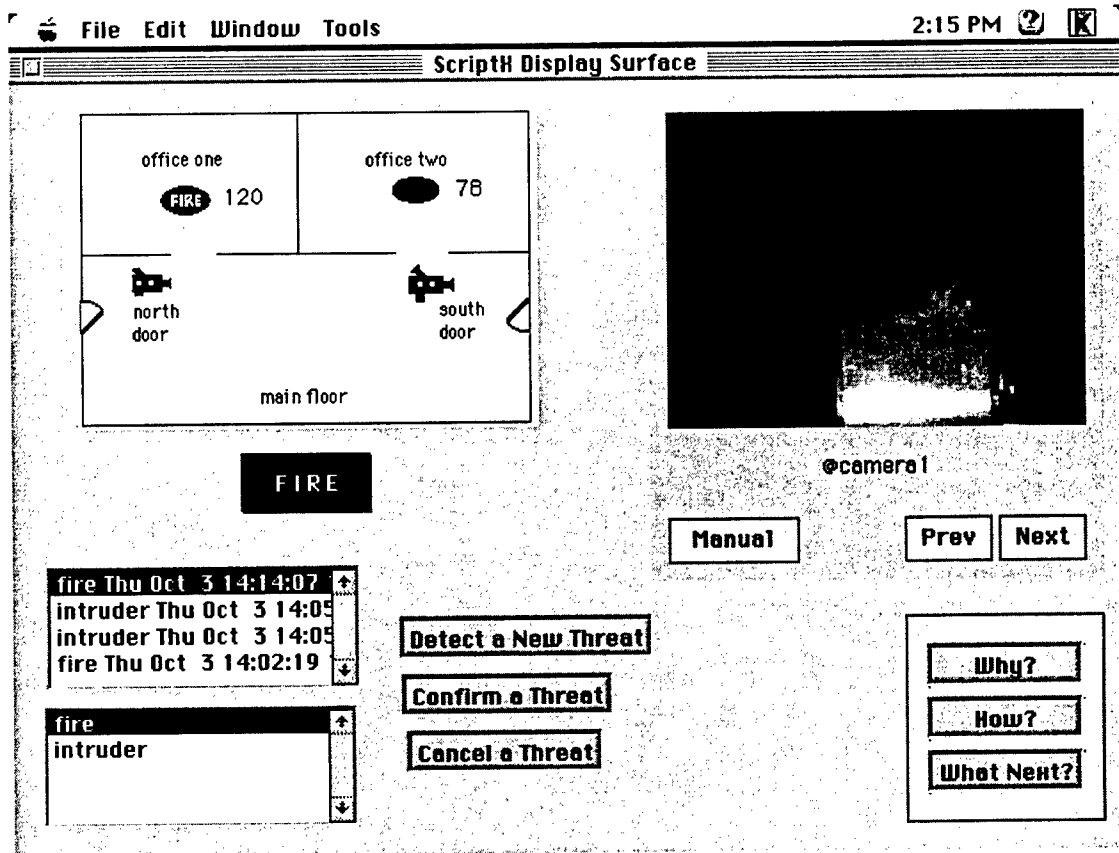 File Edit Window Tools 2:15 PM
ScriptX Display Surface
office one
office two
FIRE 120
78
north
door
south
door
main floor
FIRE
@camera1
Manual
Prev
Next
fire Thu Oct 3 14:14:07
intruder Thu Oct 3 14:05
intruder Thu Oct 3 14:05
fire Thu Oct 3 14:02:19
fire
intruder
Detect a New Threat
Confirm a Threat
Cancel a Threat
Why?
How?
What Next?